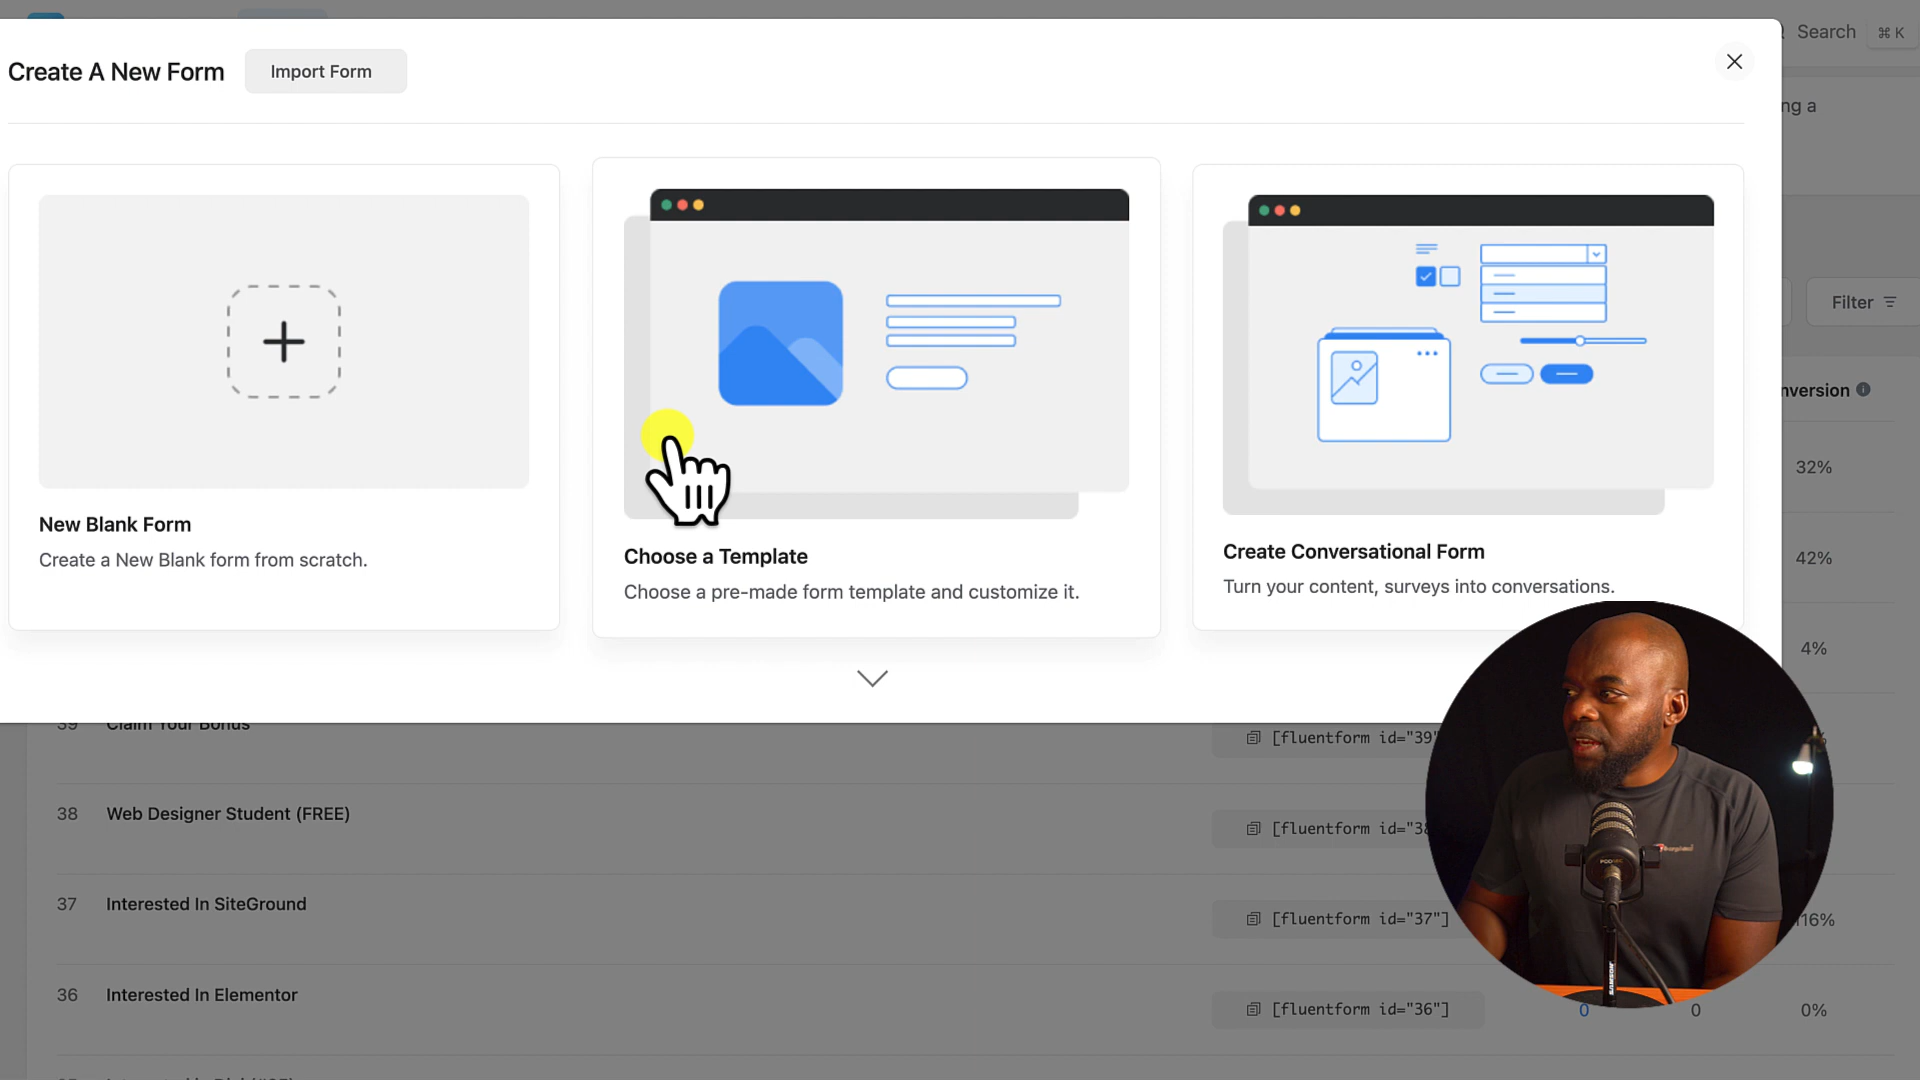 Search ⌘ K
Create A New Form Import Form
ng a
Filter
nversion
New Blank Form
Create a New Blank form from scratch.
Choose a Template
Choose a pre-made form template and customize it.
Create Conversational Form
Turn your content, surveys into conversations.
32%
42%
4%
39 Claim Your Bonus [fluentform id="39"
38 Web Designer Student (FREE) [fluentform id="38
37 Interested In SiteGround [fluentform id="37"] 16%
36 Interested In Elementor [fluentform id="36"] 0 0 0%
SAMSON